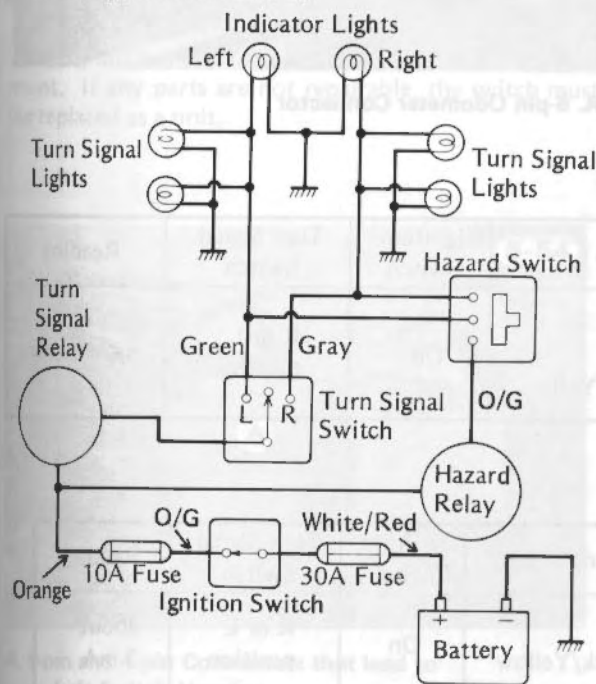 Indicator Lights
Left
Right
Turn Signal
Lights
Turn Signal
Lights
Hazard Switch
Turn
Signal
Relay
Green
Gray
L
R
Turn Signal
Switch
O/G
Hazard
Relay
O/G
White/Red
Orange
10A Fuse
30A Fuse
Ignition Switch
+
−
Battery